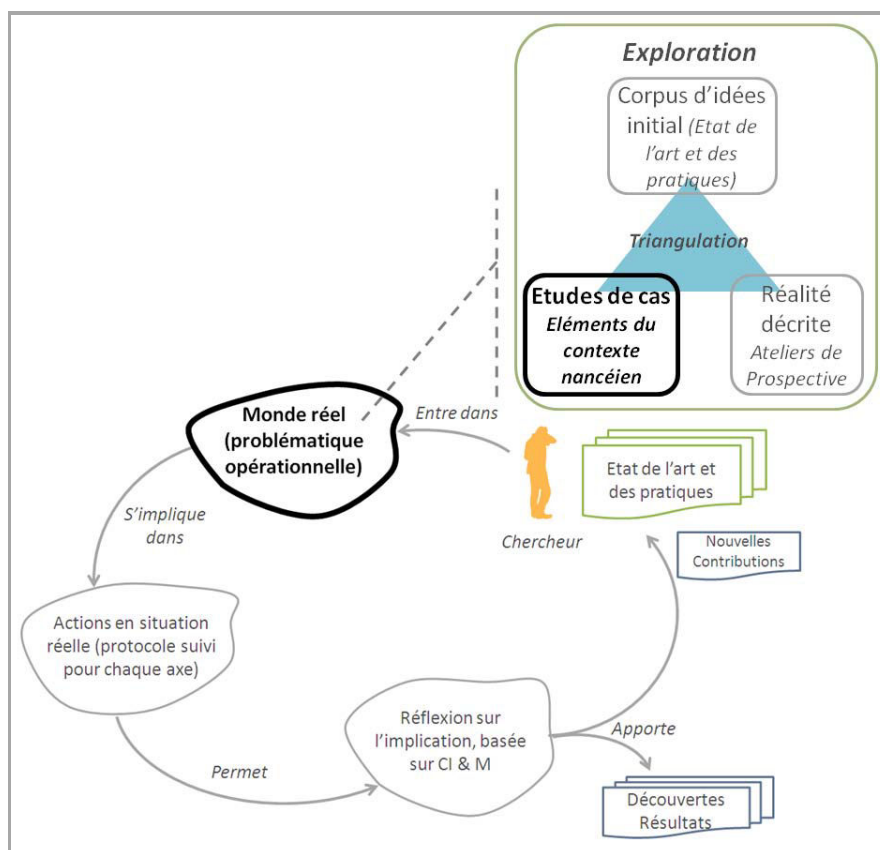 Exploration
Corpus d'idées
initial (Etat de
l'art et des
pratiques)
Triangulation
Etudes de cas
Eléments du
contexte
nancéien
Réalité
décrite
Ateliers de
Prospective
Monde réel
(problématique
opérationnelle)
Entre dans
Chercheur
Etat de l'art et
des pratiques
Nouvelles
Contributions
S'implique
dans
Actions en situation
réelle (protocole suivi
pour chaque axe)
Permet
Réflexion sur
l'implication, basée
sur CI & M
Apporte
Découvertes
Résultats